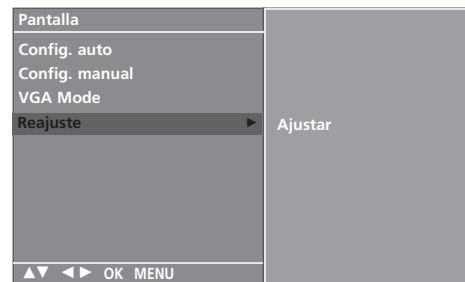 Pantalla
Config. auto
Config. manual
VGA Mode
Reajuste ►
Ajustar
▲▼ ◄► OK MENU